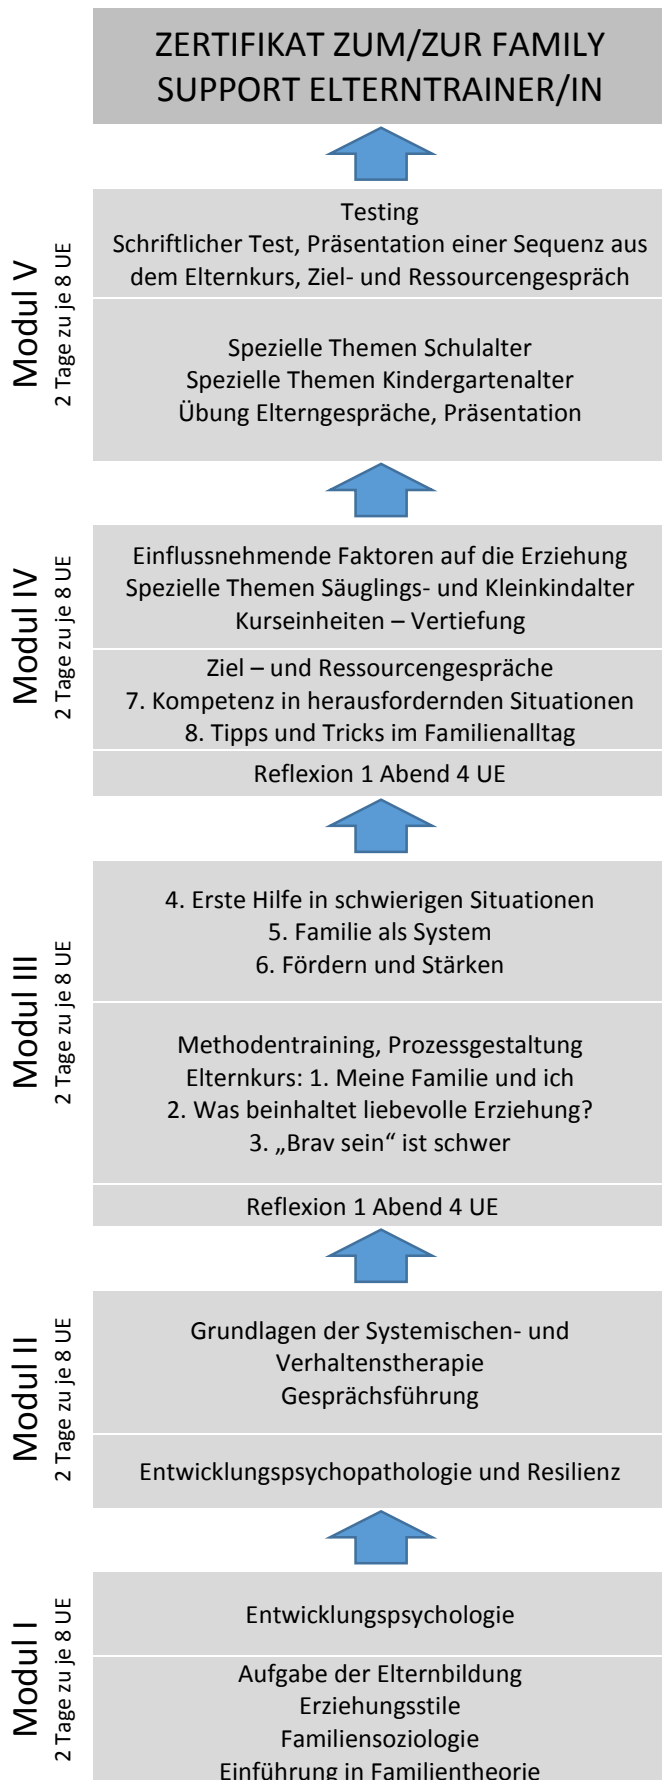 ZERTIFIKAT ZUM/ZUR FAMILY
SUPPORT ELTERNTRAINER/IN
Modul V
2 Tage zu je 8 UE
Testing
Schriftlicher Test, Präsentation einer Sequenz aus
dem Elternkurs, Ziel- und Ressourcengespräch
Spezielle Themen Schulalter
Spezielle Themen Kindergartenalter
Übung Elterngespräche, Präsentation
Modul IV
2 Tage zu je 8 UE
Einflussnehmende Faktoren auf die Erziehung
Spezielle Themen Säuglings- und Kleinkindalter
Kurseinheiten – Vertiefung
Ziel – und Ressourcengespräche
7. Kompetenz in herausfordernden Situationen
8. Tipps und Tricks im Familienalltag
Reflexion 1 Abend 4 UE
Modul III
2 Tage zu je 8 UE
4. Erste Hilfe in schwierigen Situationen
5. Familie als System
6. Fördern und Stärken
Methodentraining, Prozessgestaltung
Elternkurs: 1. Meine Familie und ich
2. Was beinhaltet liebevolle Erziehung?
3. „Brav sein“ ist schwer
Reflexion 1 Abend 4 UE
Modul II
2 Tage zu je 8 UE
Grundlagen der Systemischen- und
Verhaltenstherapie
Gesprächsführung
Entwicklungspsychopathologie und Resilienz
Modul I
2 Tage zu je 8 UE
Entwicklungspsychologie
Aufgabe der Elternbildung
Erziehungsstile
Familiensoziologie
Einführung in Familientheorie